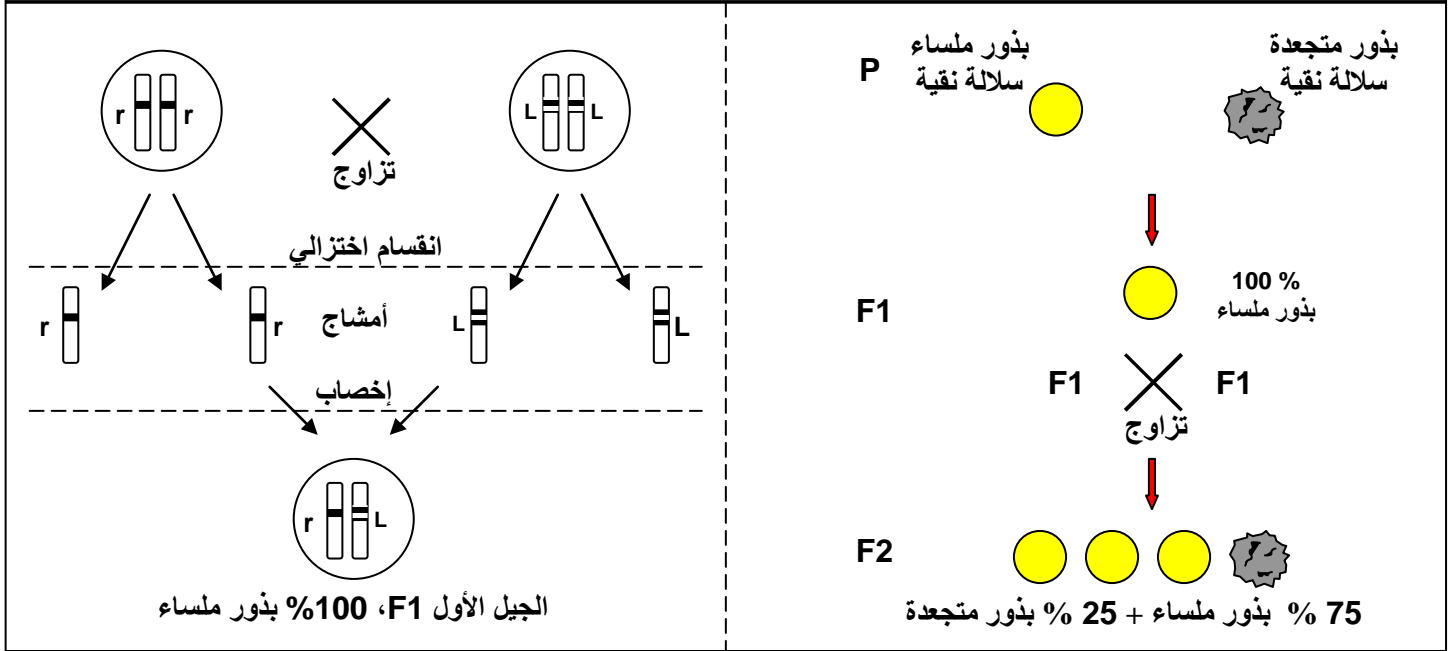 بذور متجعدة
سلالة نقية
بذور ملساء
سلالة نقية
P
100 %
بذور ملساء
F1
F1
F1
تزاوج
F2
75 % بذور ملساء + 25 % بذور متجعدة
L
L
r
r
تزاوج
انقسام اختزالي
L
L
أمشاج
r
r
إخصاب
r
L
الجيل الأول F1، 100% بذور ملساء